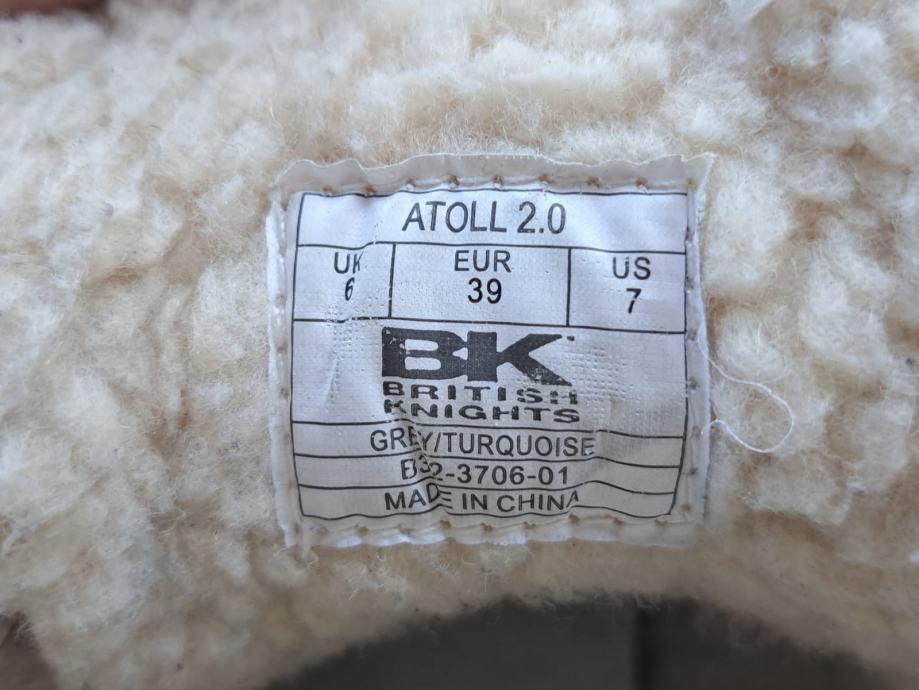 ATOLL 2.0
UK EUR US
6 39 7
BK
BRITISH
KNIGHTS
GREY/TURQUOISE
B32-3706-01
MADE IN CHINA